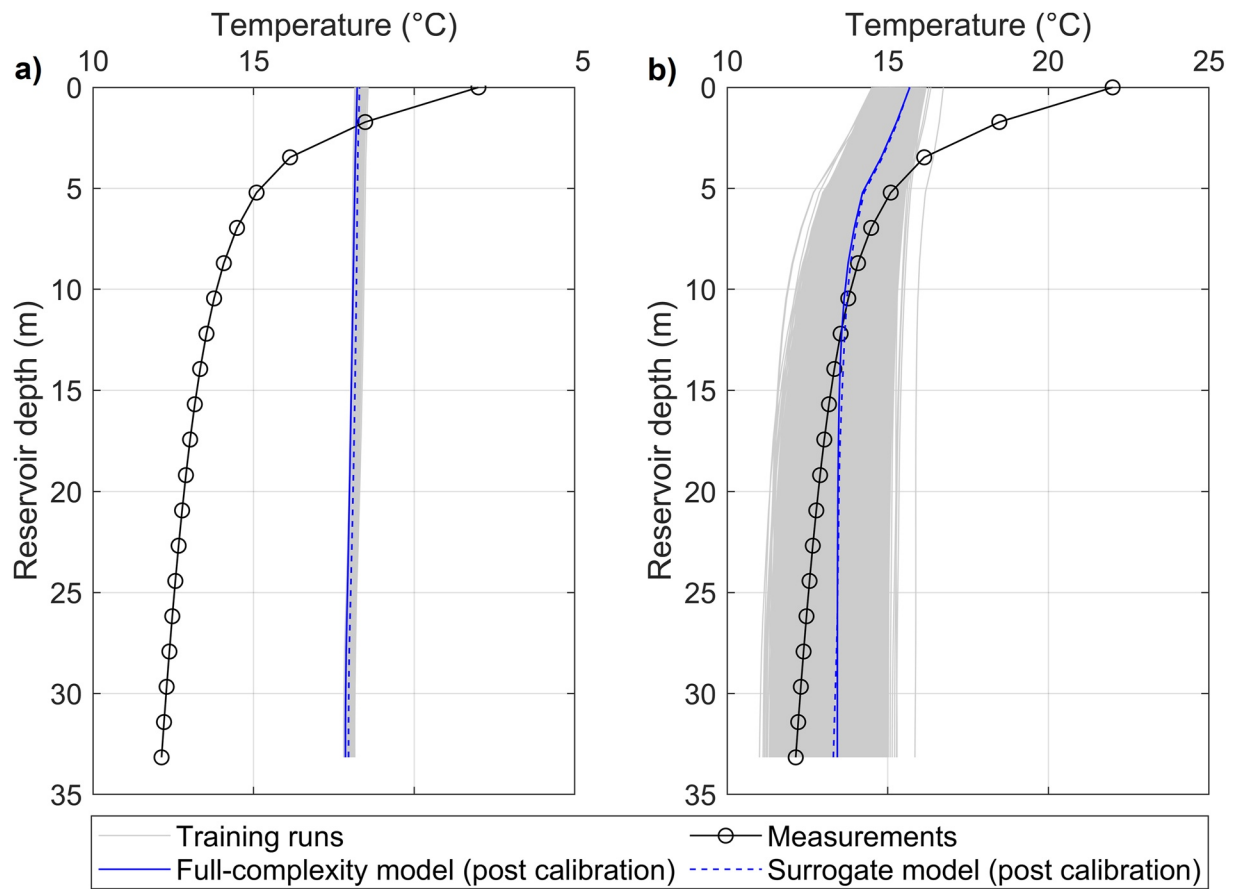 Temperature (°C)
Temperature (°C)
a)
10
15
5
b)
10
15
20
25
0
5
10
15
20
25
30
35
Reservoir depth (m)
0
5
10
15
20
25
30
35
Reservoir depth (m)
Training runs
Measurements
Full-complexity model (post calibration)
Surrogate model (post calibration)